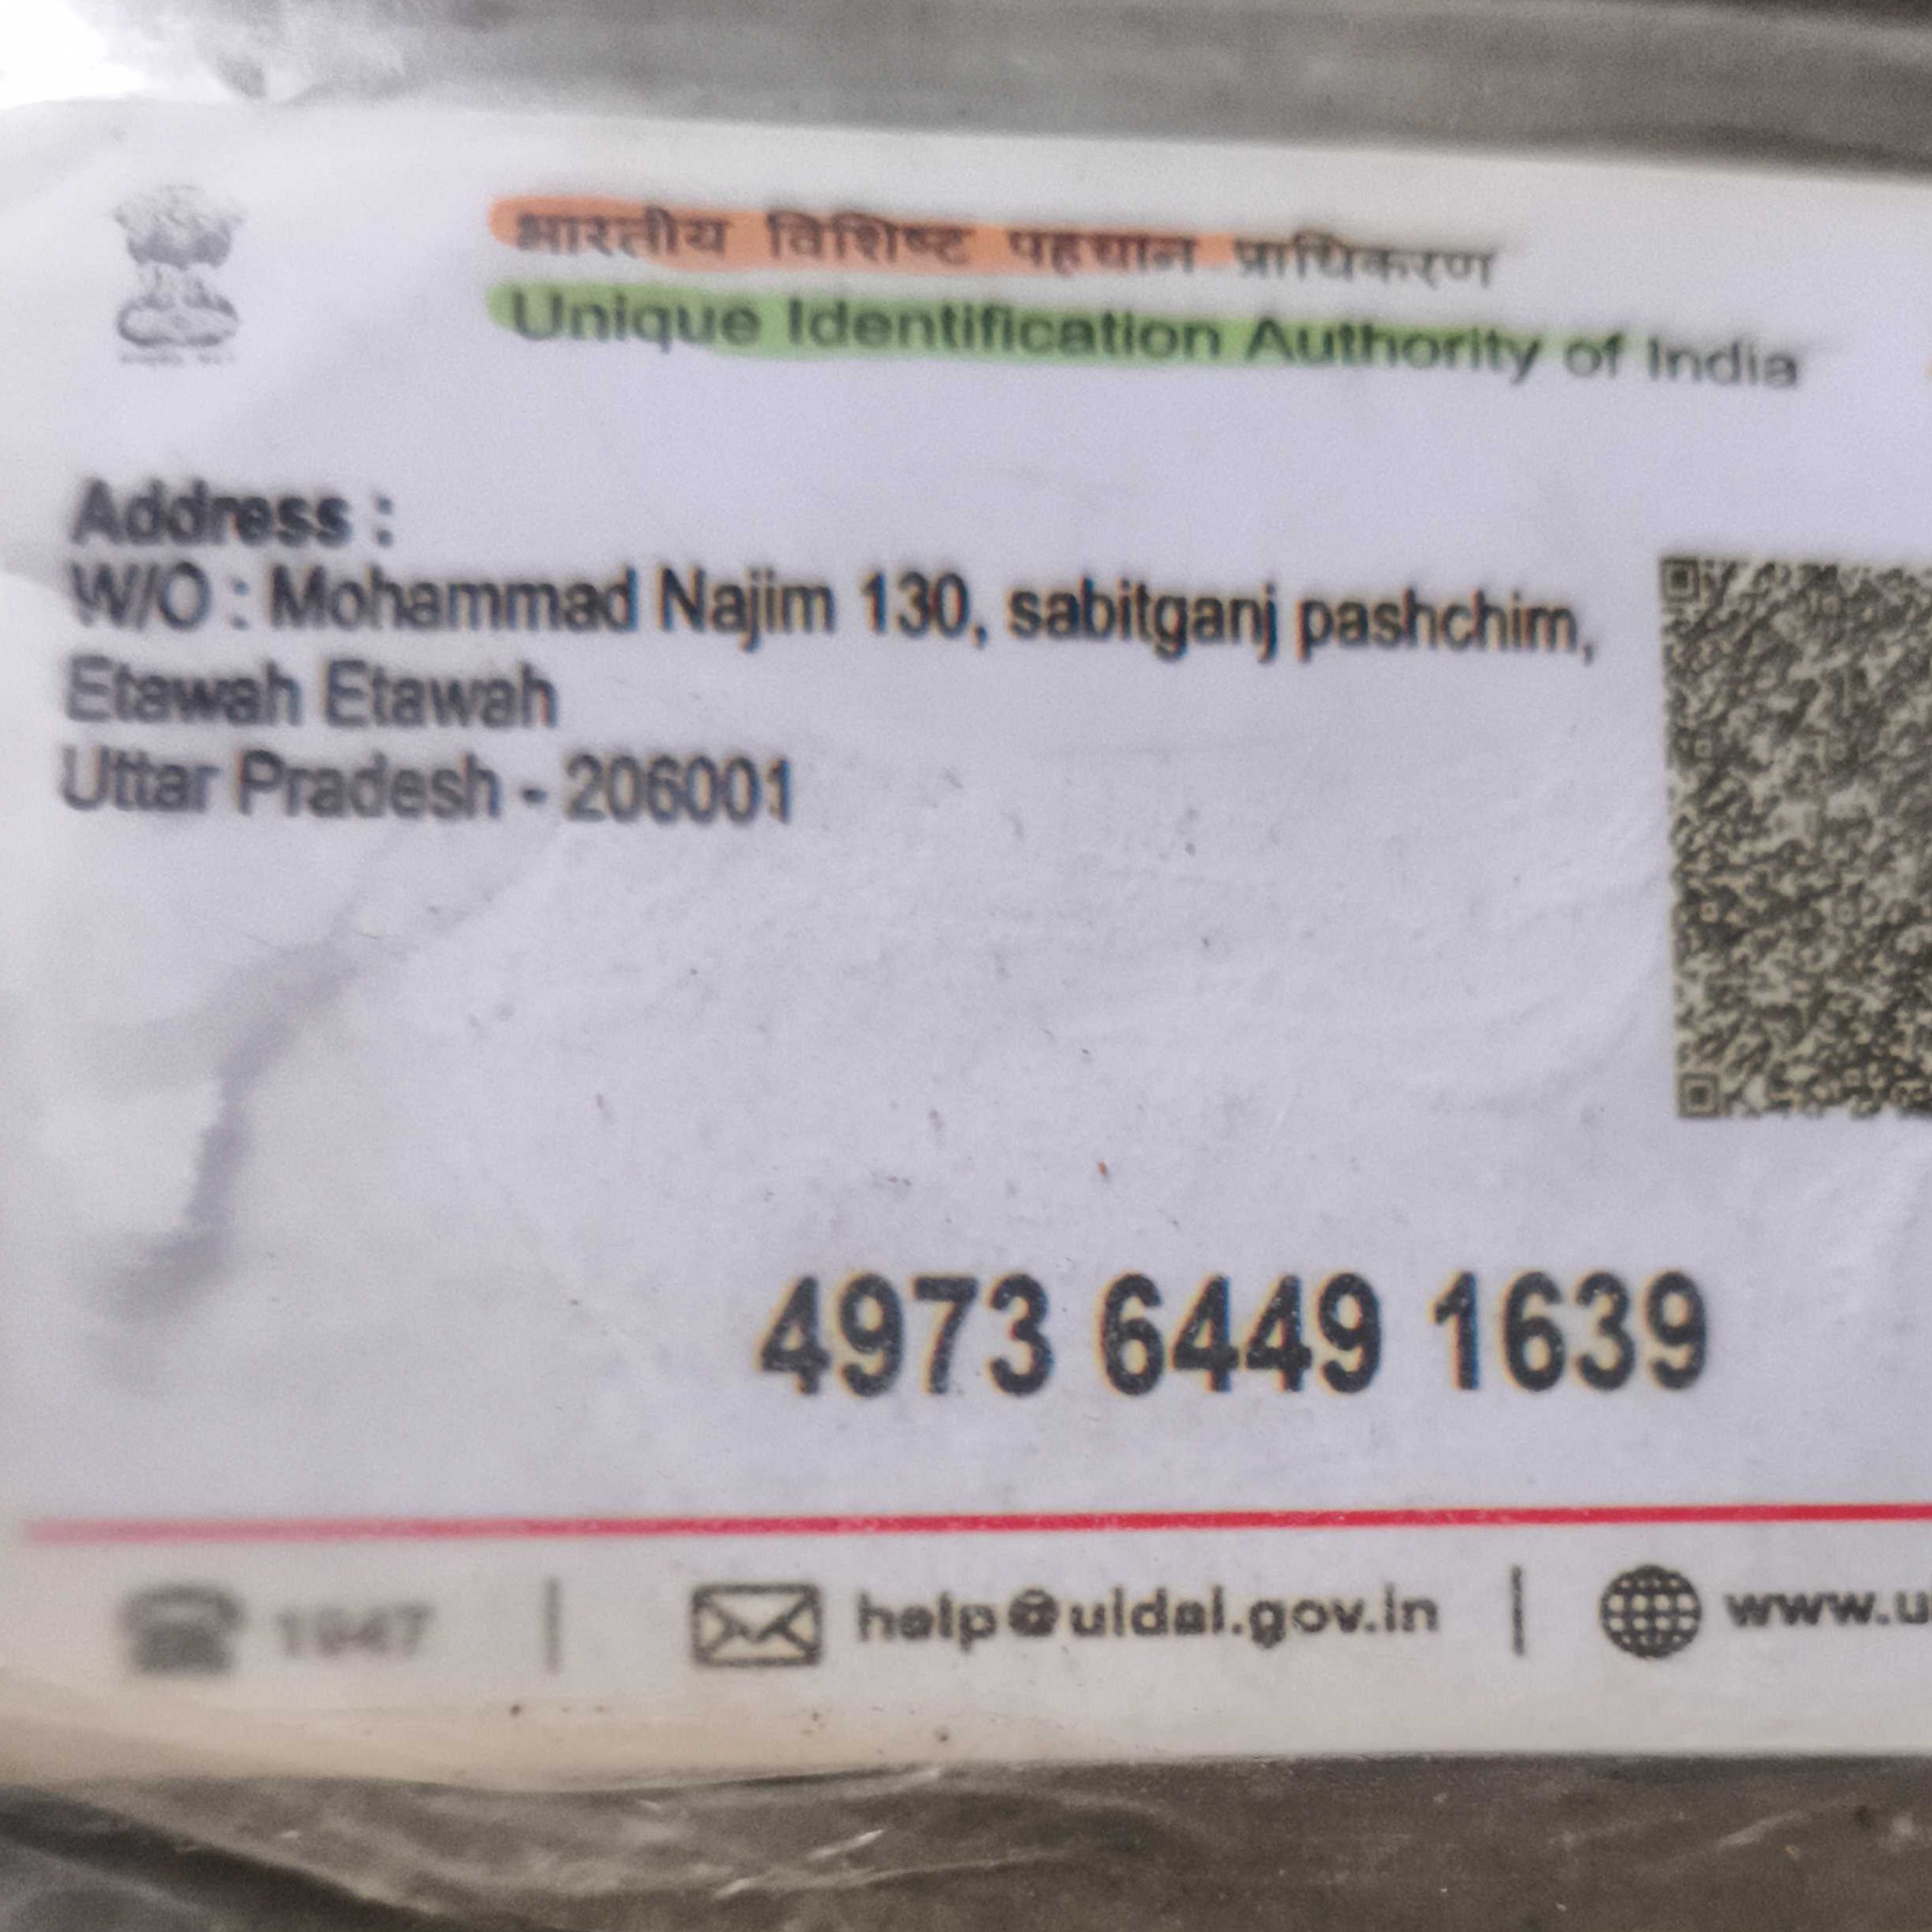 भारतीय विशिष्ट पहचान प्राधिकरण
Unique Identification Authority of India
Address :
W/O : Mohammad Najim 130, sabitganj pashchim,
Etawah Etawah
Uttar Pradesh - 206001
4973 6449 1639
1947 | help@uidai.gov.in | www.u